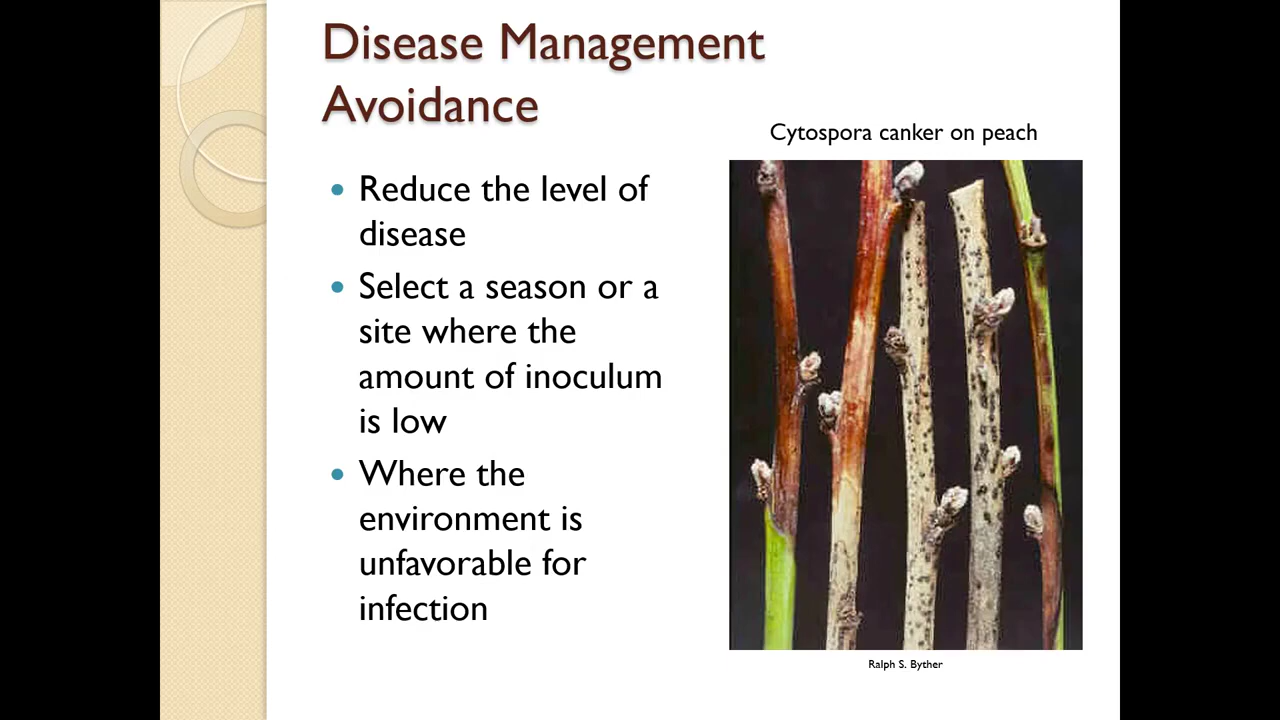 Disease Management
Avoidance
Cytospora canker on peach
• Reduce the level of
disease
• Select a season or a
site where the
amount of inoculum
is low
• Where the
environment is
unfavorable for
infection
Ralph S. Byther